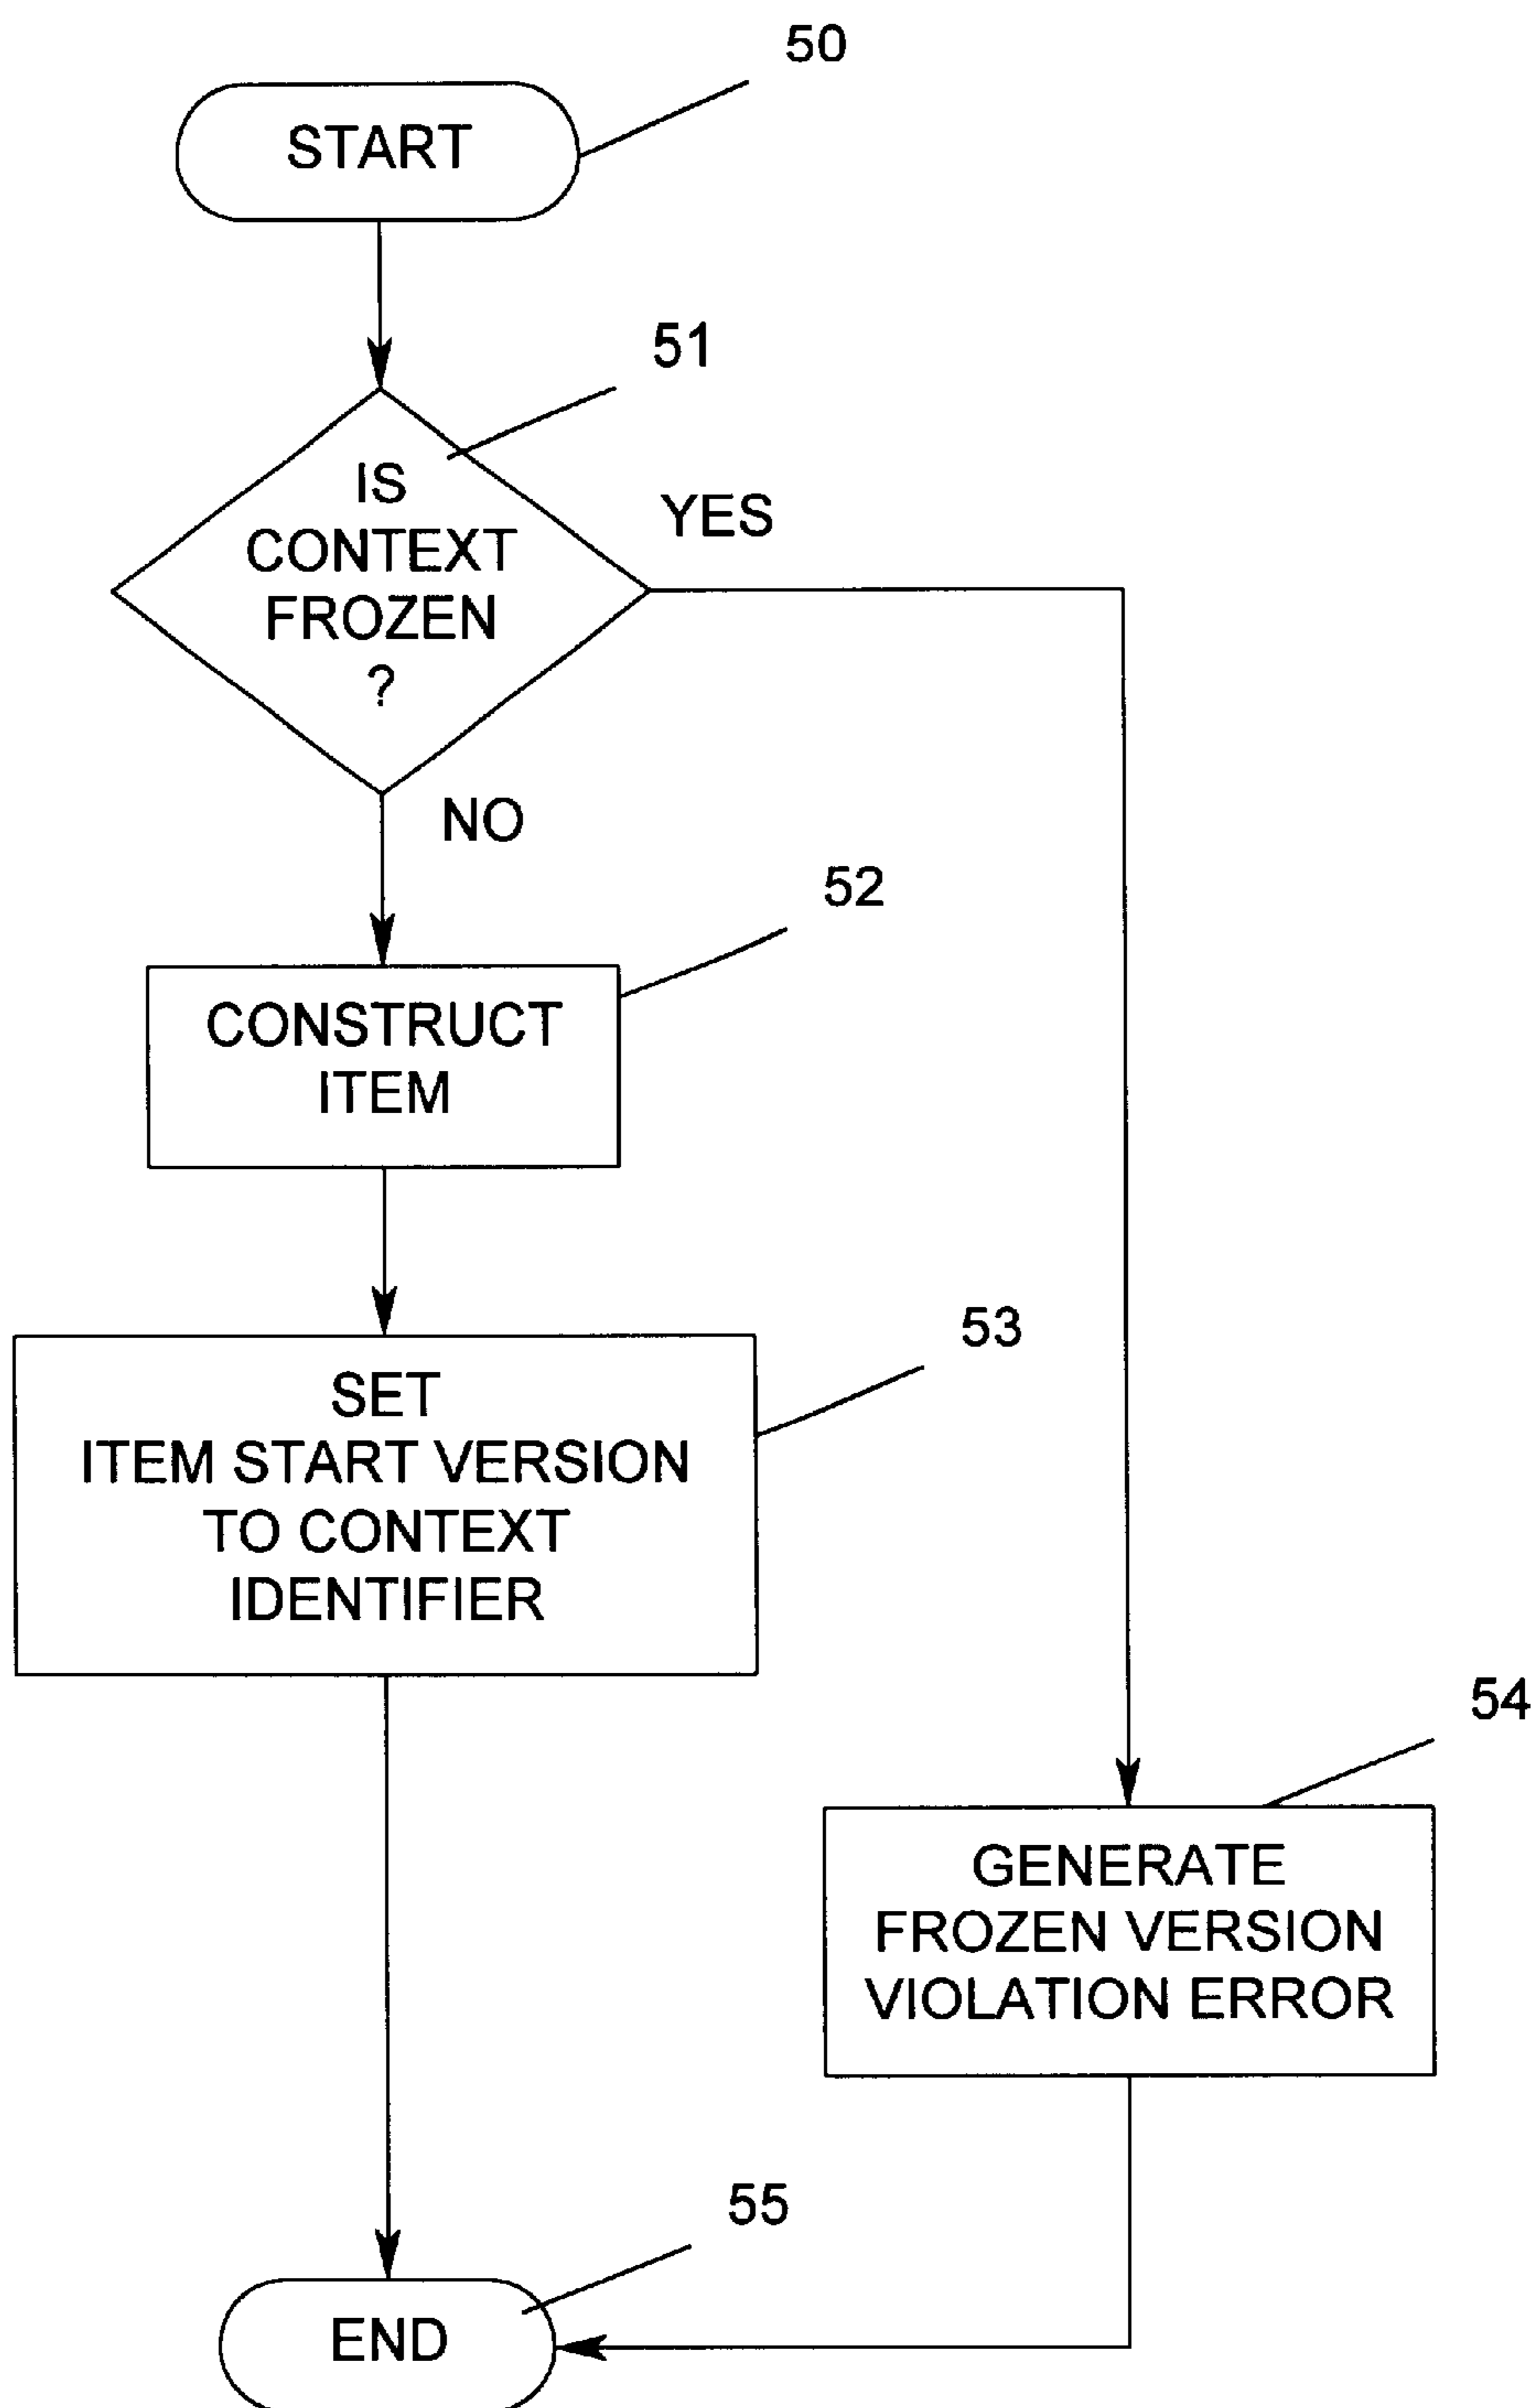 50
START
51
IS
CONTEXT
FROZEN
?
YES
NO
52
CONSTRUCT
ITEM
53
SET
ITEM START VERSION
TO CONTEXT
IDENTIFIER
54
GENERATE
FROZEN VERSION
VIOLATION ERROR
55
END